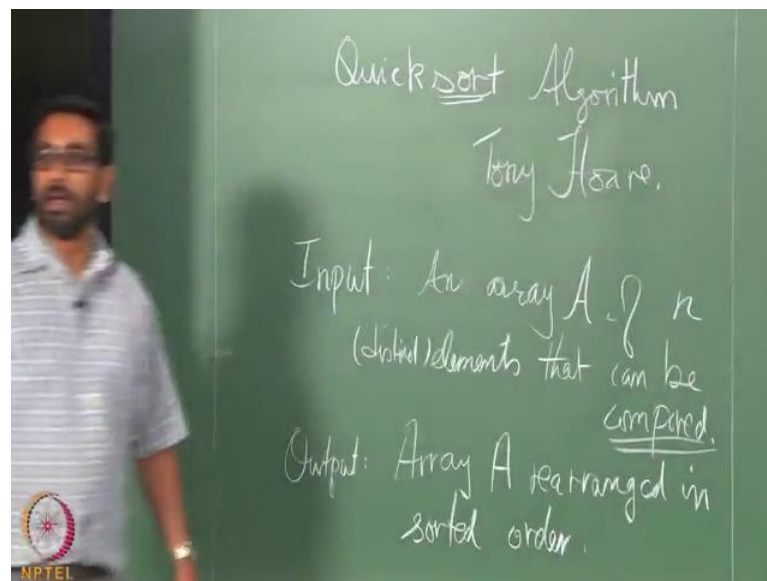 Quicksort Algorithm
Tony Hoare.
Input: An array A of n
(distinct) elements that can be
compared.
Output: Array A rearranged in
sorted order.
NPTEL